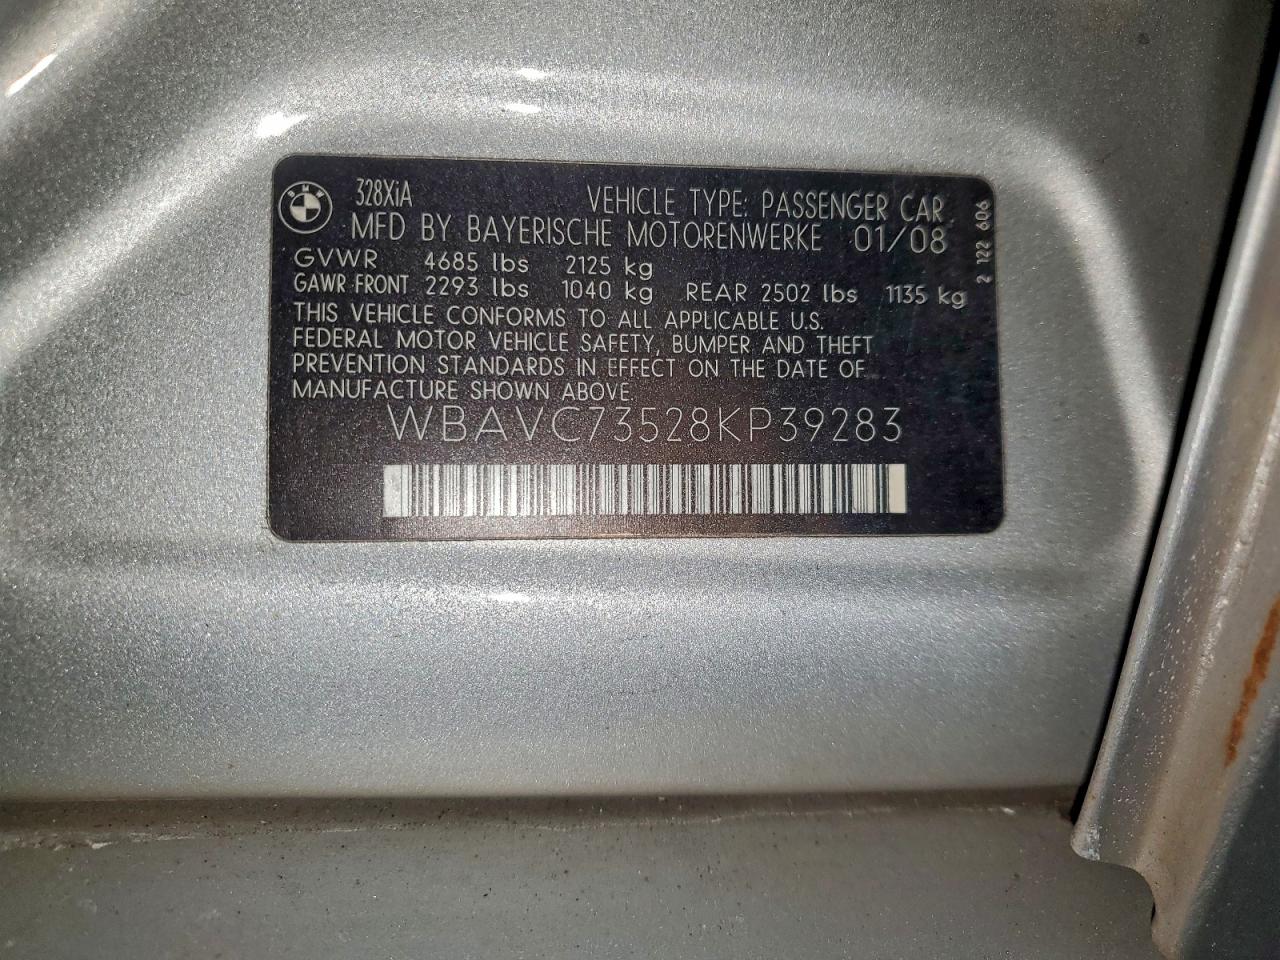 BMW
328XiA VEHICLE TYPE: PASSENGER CAR
MFD BY BAYERISCHE MOTORENWERKE 01/08
GVWR 4685 lbs 2125 kg
GAWR FRONT 2293 lbs 1040 kg REAR 2502 lbs 1135 kg
THIS VEHICLE CONFORMS TO ALL APPLICABLE U.S.
FEDERAL MOTOR VEHICLE SAFETY, BUMPER AND THEFT
PREVENTION STANDARDS IN EFFECT ON THE DATE OF
MANUFACTURE SHOWN ABOVE.
WBAVC73528KP39283
2 122 606